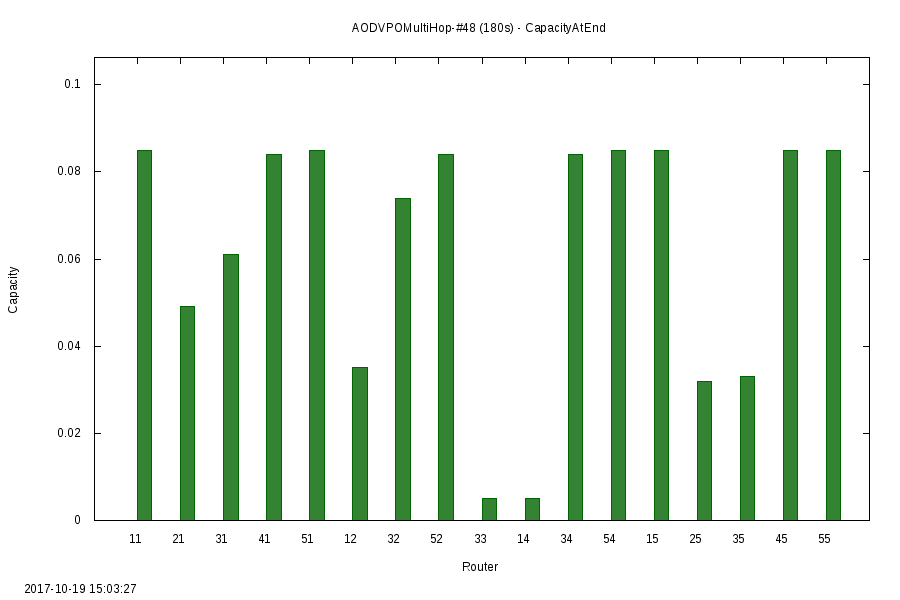 AODVPOMultiHop-#48 (180s) - CapacityAtEnd
0.1
0.08
0.06
0.04
0.02
0
Capacity
11 21 31 41 51 12 32 52 33 14 34 54 15 25 35 45 55
Router
2017-10-19 15:03:27